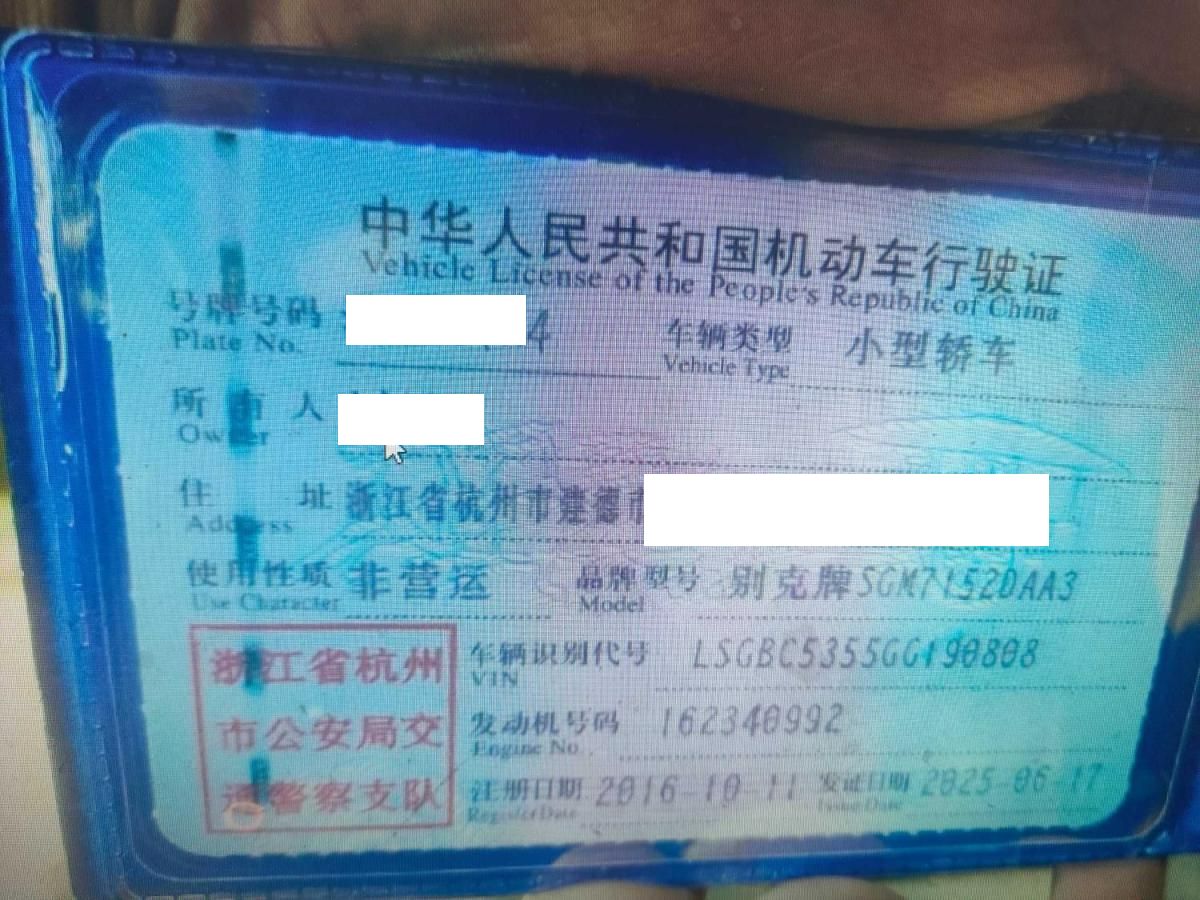 中华人民共和国机动车行驶证
Vehicle License of the People's Republic of China
号牌号码 4 车辆类型 小型轿车
Plate No. Vehicle Type
所有人
Owner
住址 浙江省杭州市建德市
Address
使用性质 非营运 品牌型号 别克牌SGM7152DAA3
Use Character Model
浙江省杭州
市公安局交
通警察支队
车辆识别代号 LSGBC5355GG190808
VIN
发动机号码 162340992
Engine No.
注册日期 2016-10-11 发证日期 2025-06-17
Register Date Issue Date